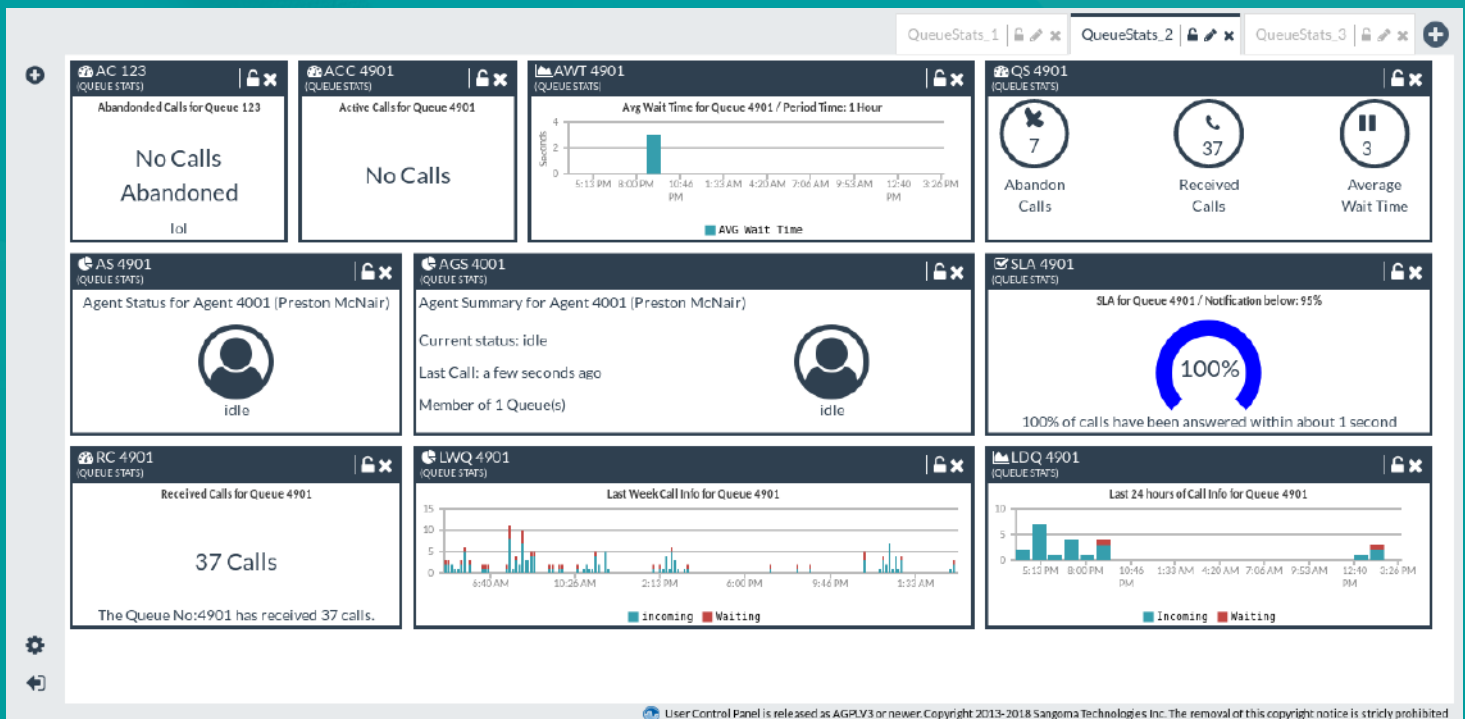 QueueStats_1
QueueStats_2
QueueStats_3
AC 123
(QUEUE STATS)
Abandonded Calls for Queue 123
No Calls
Abandoned
lol
ACC 4901
(QUEUE STATS)
Active Calls for Queue 4901
No Calls
AWT 4901
(QUEUE STATS)
Avg Wait Time for Queue 4901 / Period Time: 1 Hour
Seconds
4
2
0
5:13 PM 8:00 PM 10:46 PM 1:33 AM 4:20 AM 7:06 AM 9:53 AM 12:40 PM 3:26 PM
AVG Wait Time
QS 4901
(QUEUE STATS)
7
37
3
Abandon
Calls
Received
Calls
Average
Wait Time
AS 4901
(QUEUE STATS)
Agent Status for Agent 4001 (Preston McNair)
idle
AGS 4001
(QUEUE STATS)
Agent Summary for Agent 4001 (Preston McNair)
Current status: idle
Last Call: a few seconds ago
Member of 1 Queue(s)
idle
SLA 4901
(QUEUE STATS)
SLA for Queue 4901 / Notification below: 95%
100%
100% of calls have been answered within about 1 second
RC 4901
(QUEUE STATS)
Received Calls for Queue 4901
37 Calls
The Queue No:4901 has received 37 calls.
LWQ 4901
(QUEUE STATS)
Last Week Call Info for Queue 4901
15
10
5
0
6:40 AM 10:26 AM 2:13 PM 6:00 PM 9:46 PM 1:33 AM
incoming Waiting
LDQ 4901
(QUEUE STATS)
Last 24 hours of Call Info for Queue 4901
10
5
0
5:13 PM 8:00 PM 10:46 PM 1:33 AM 4:20 AM 7:06 AM 9:53 AM 12:40 PM 3:26 PM
Incoming Waiting
User Control Panel is released as AGPLV3 or newer. Copyright 2013-2018 Sangoma Technologies Inc. The removal of this copyright notice is stricly prohibited